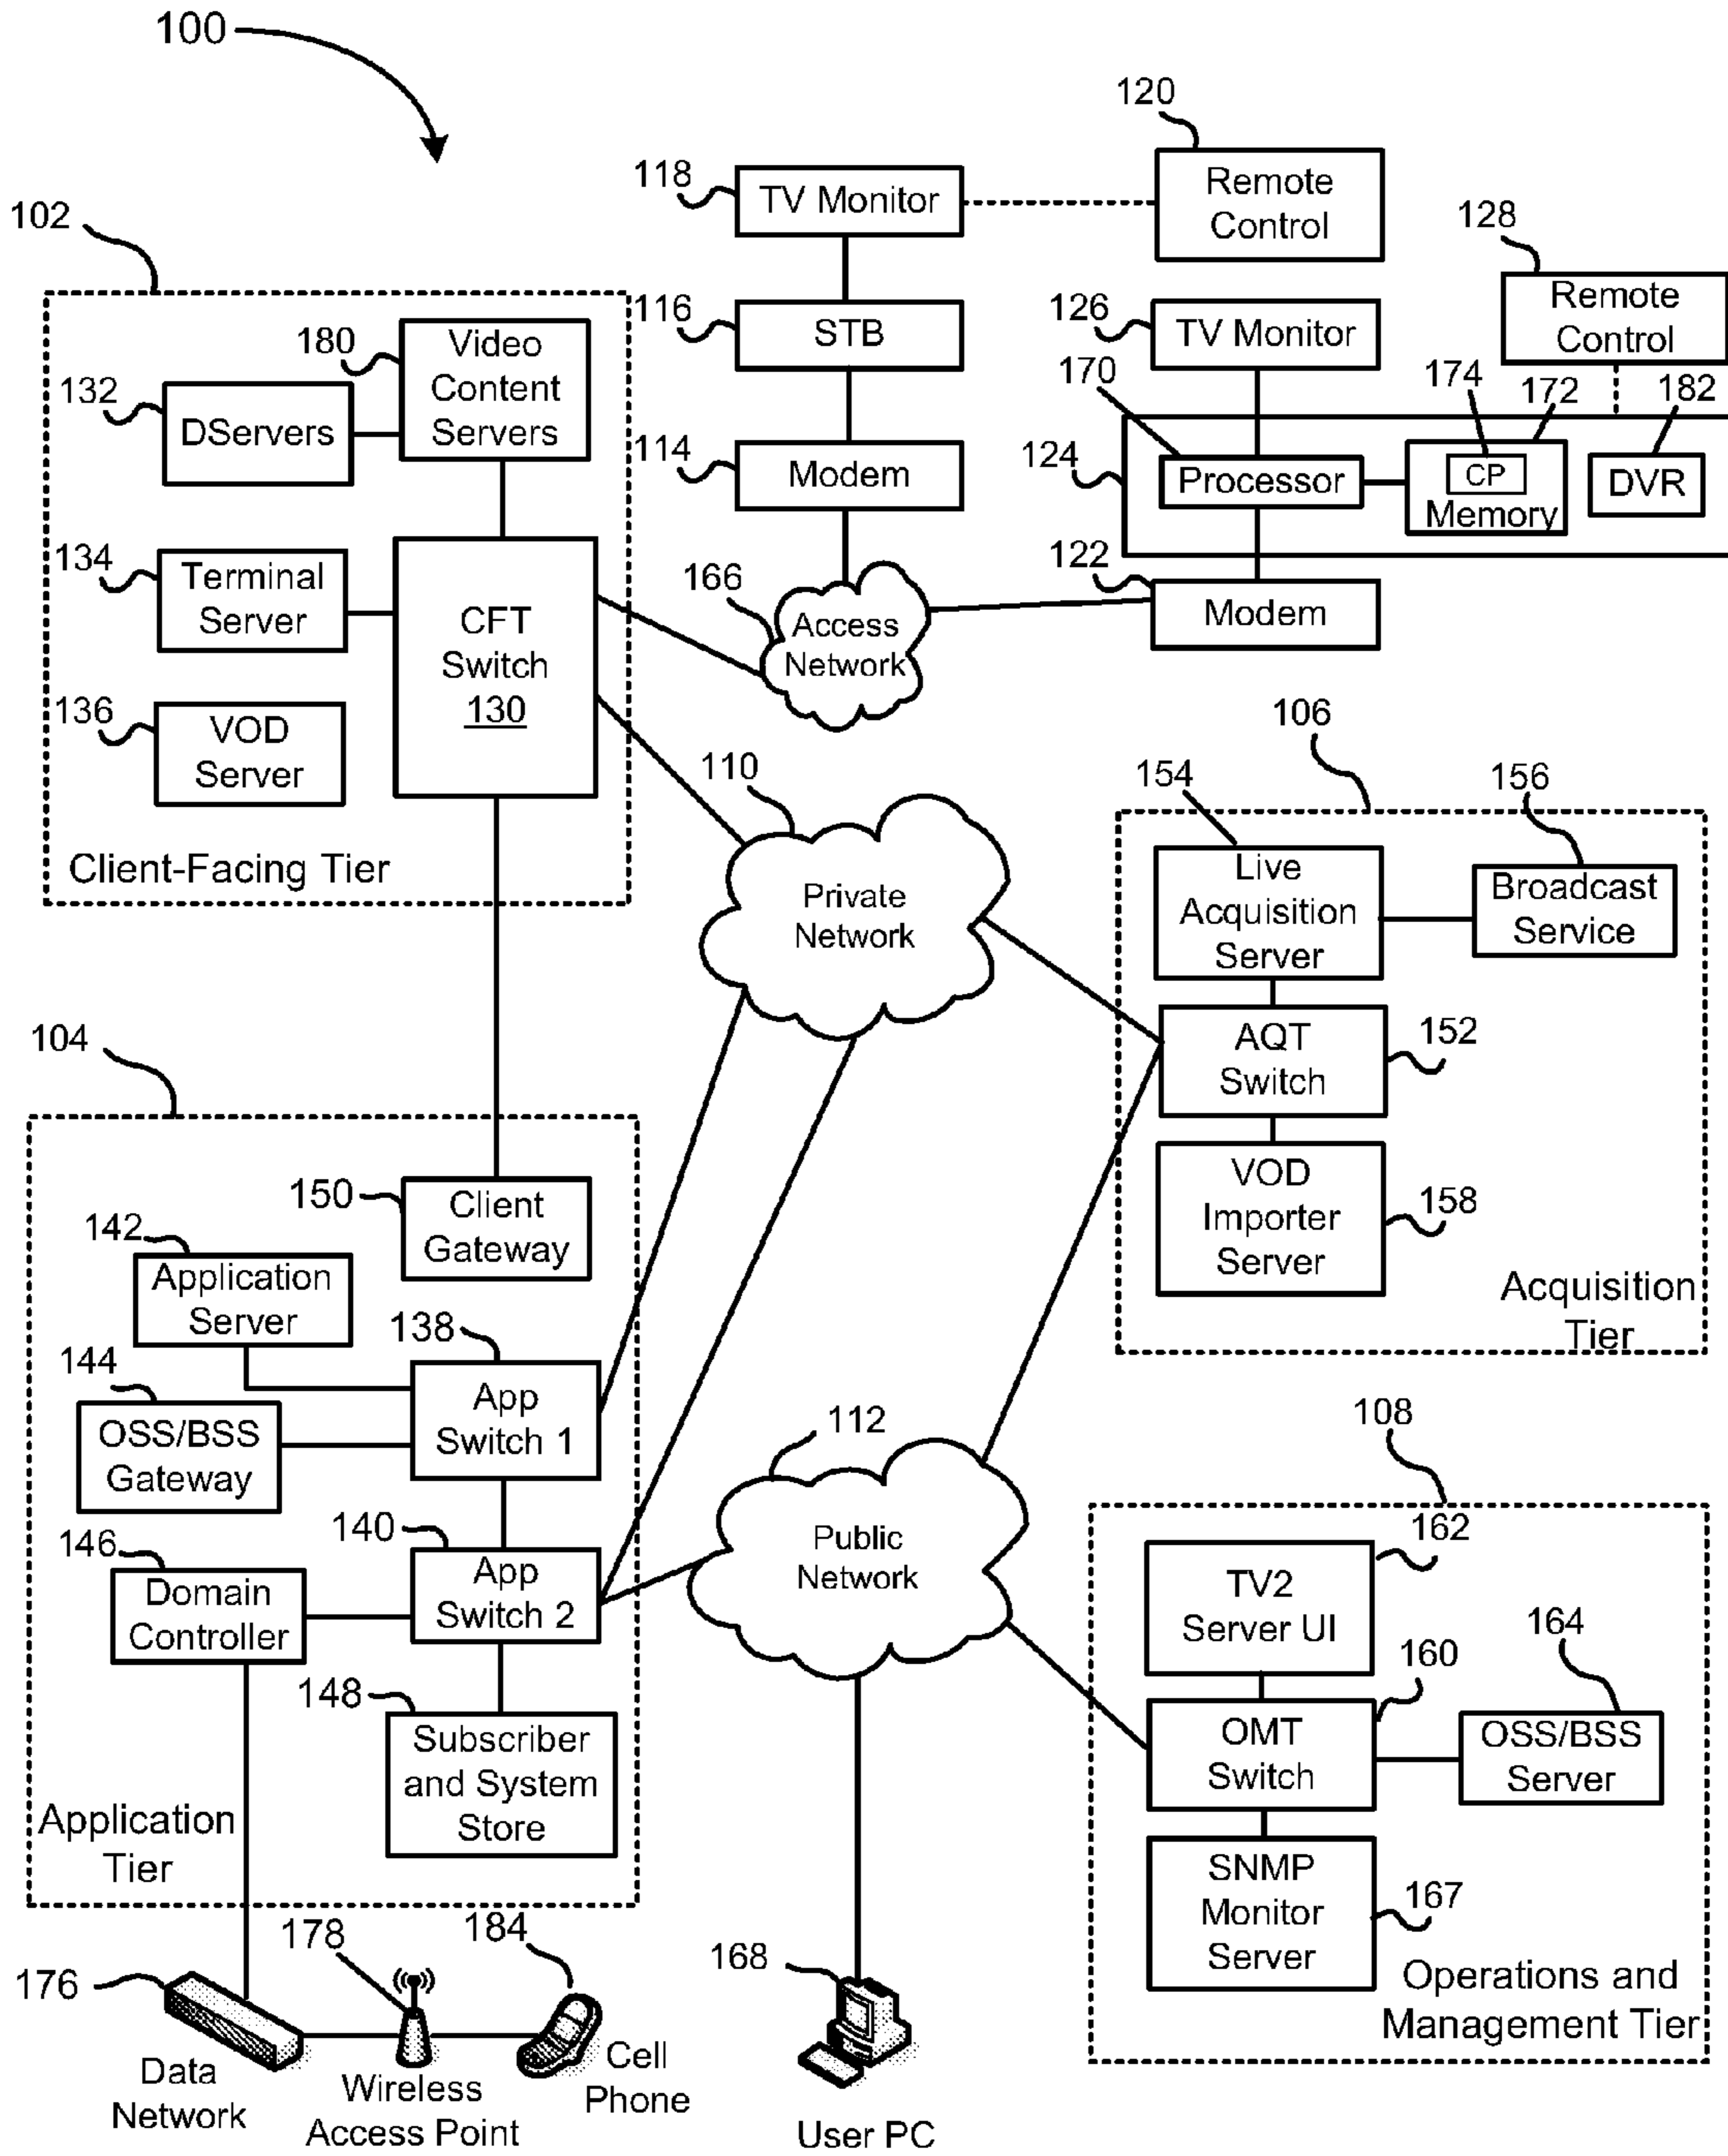 100
120
118
TV Monitor
Remote
Control
102
128
Remote
Control
116
STB
126
TV Monitor
180
Video
Content
Servers
132
DServers
170
174
172
182
114
Modem
124
Processor
CP
Memory
DVR
134
Terminal
Server
CFT
Switch
130
166
Access
Network
122
Modem
136
VOD
Server
Client-Facing Tier
110
Private
Network
106
154
156
Live
Acquisition
Server
Broadcast
Service
AQT
Switch
152
VOD
Importer
Server
158
Acquisition
Tier
104
150
Client
Gateway
142
Application
Server
138
App
Switch 1
144
OSS/BSS
Gateway
140
App
Switch 2
146
Domain
Controller
148
Subscriber
and System
Store
Application
Tier
112
Public
Network
108
162
TV2
Server UI
160
164
OMT
Switch
OSS/BSS
Server
SNMP
Monitor
Server
167
Operations and
Management Tier
176
178
184
168
Data
Network
Wireless
Access Point
Cell
Phone
User PC